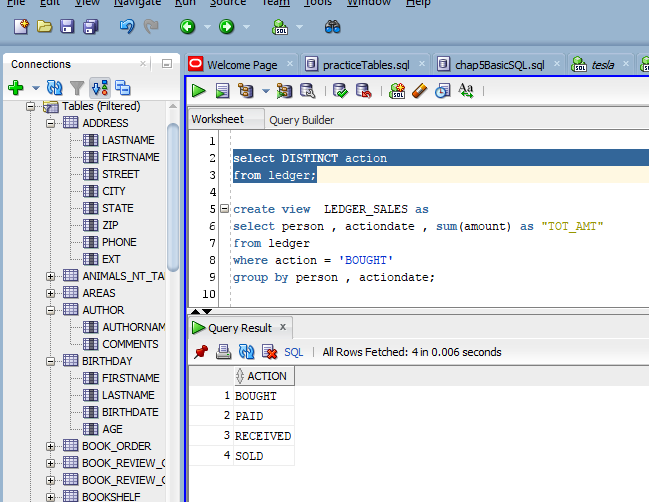 File Edit View Navigate Run Source Team Tools Window Help
Connections
Tables (Filtered)
ADDRESS
LASTNAME
FIRSTNAME
STREET
CITY
STATE
ZIP
PHONE
EXT
ANIMALS_NT_TA
AREAS
AUTHOR
AUTHORNAM
COMMENTS
BIRTHDAY
FIRSTNAME
LASTNAME
BIRTHDATE
AGE
BOOK_ORDER
BOOK_REVIEW_C
BOOK_REVIEW_C
BOOKSHELF
Welcome Page practiceTables.sql chap5BasicSQL.sql tesla
Worksheet Query Builder
1
2 select DISTINCT action
3 from ledger;
4
5 create view LEDGER_SALES as
6 select person , actiondate , sum(amount) as "TOT_AMT"
7 from ledger
8 where action = 'BOUGHT'
9 group by person , actiondate;
10
Query Result
SQL | All Rows Fetched: 4 in 0.006 seconds
ACTION
1 BOUGHT
2 PAID
3 RECEIVED
4 SOLD